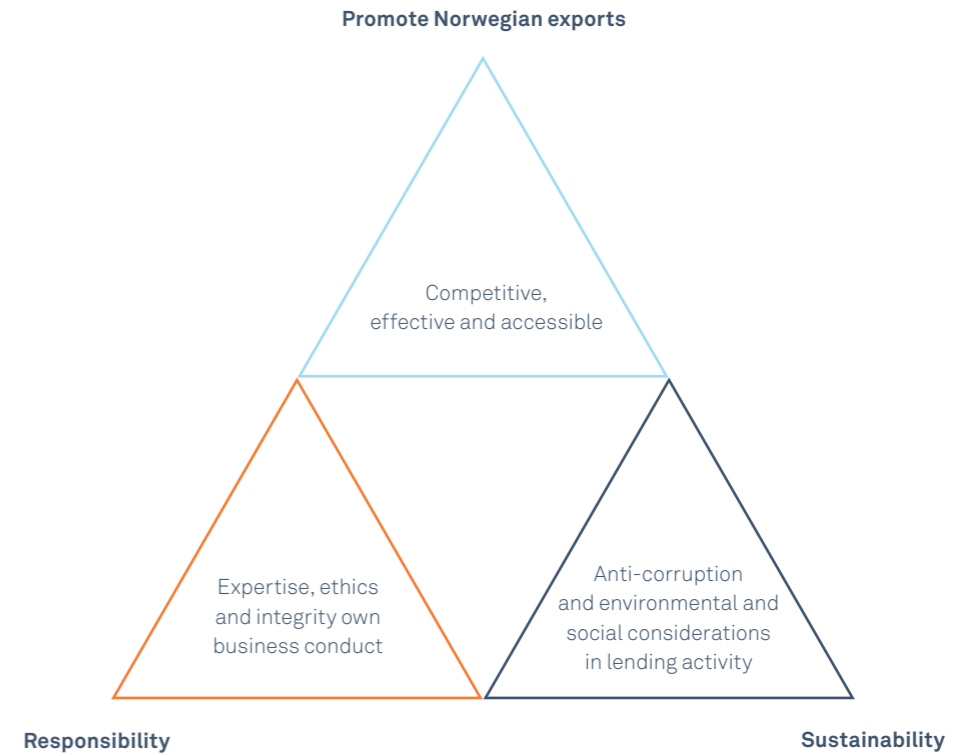 Promote Norwegian exports
Competitive,
effective and accessible
Expertise, ethics
and integrity own
business conduct
Anti-corruption
and environmental and
social considerations
in lending activity
Responsibility
Sustainability